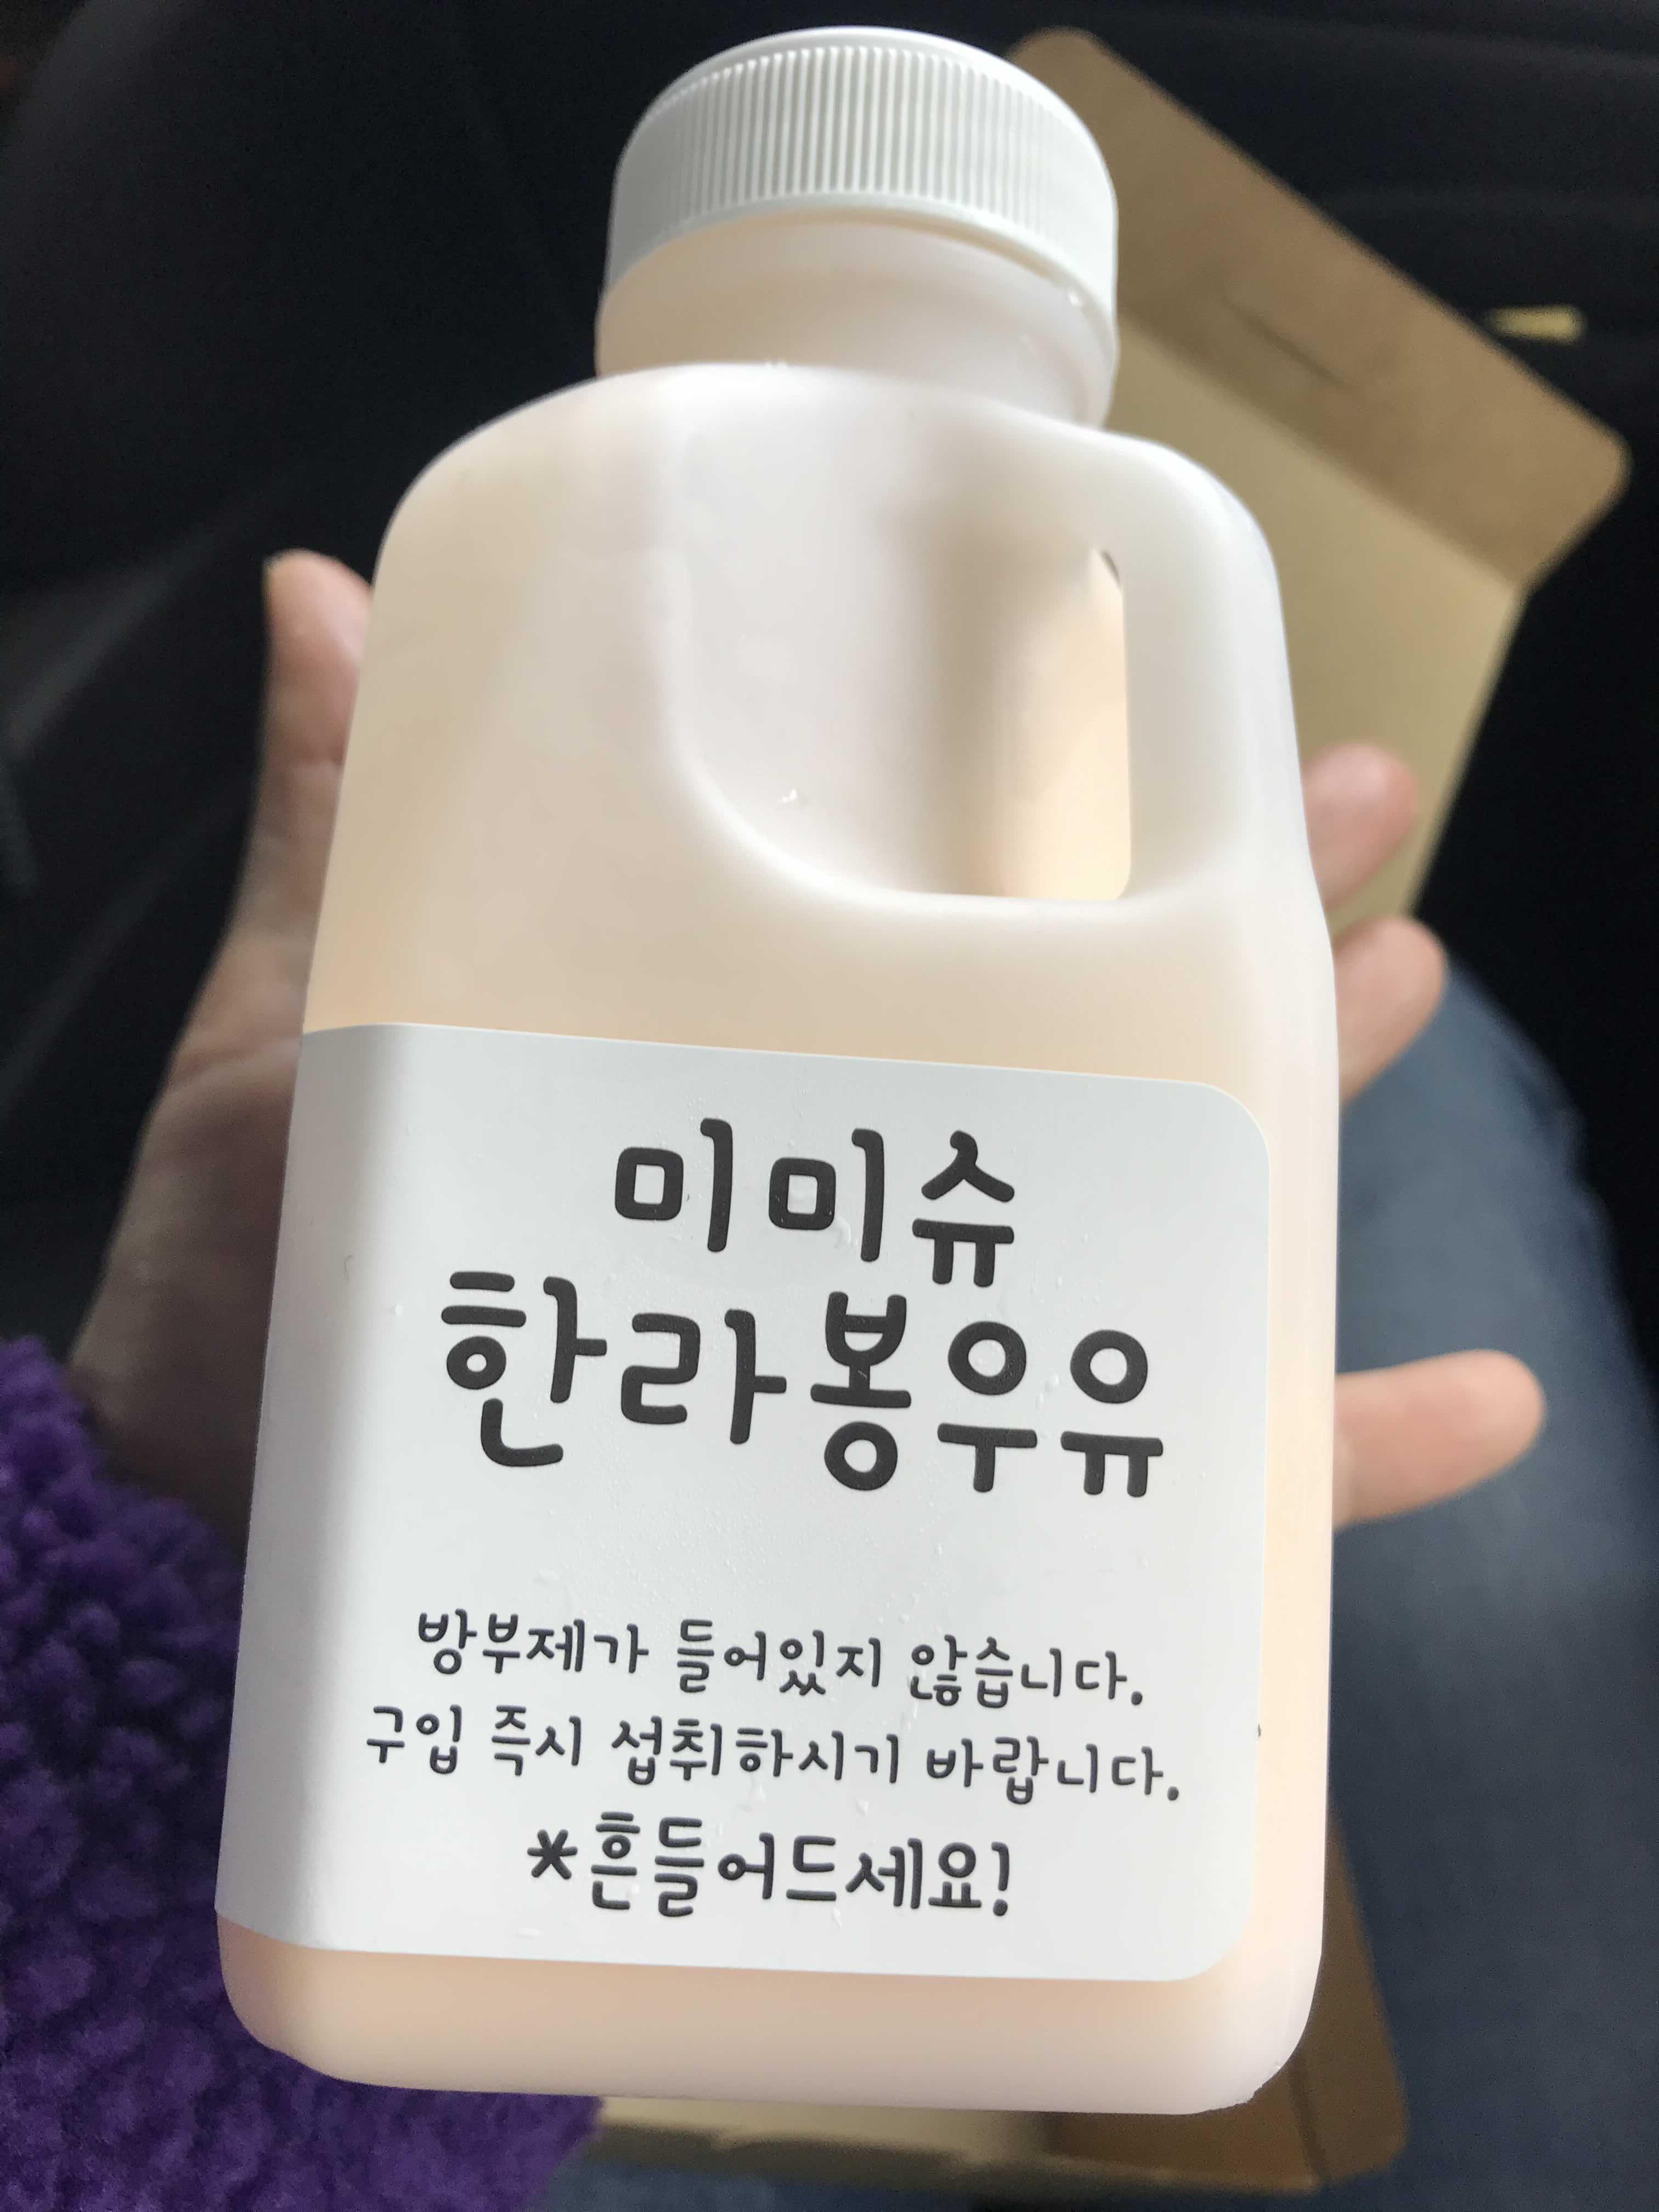 미미슈
한라봉우유
방부제가 들어있지 않습니다.
구입 즉시 섭취하시기 바랍니다.
*흔들어드세요!